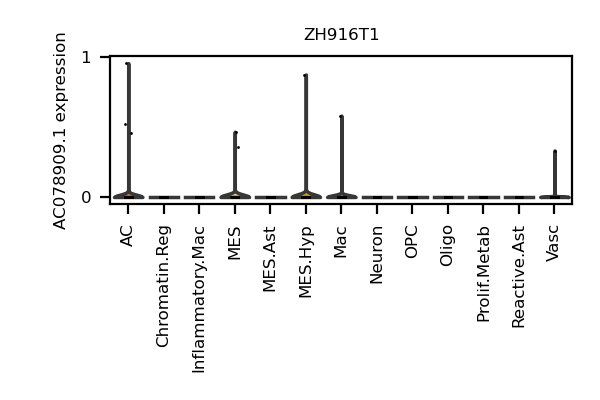 ZH916T1
AC078909.1 expression
1
0
AC
Chromatin.Reg
Inflammatory.Mac
MES
MES.Ast
MES.Hyp
Mac
Neuron
OPC
Oligo
Prolif.Metab
Reactive.Ast
Vasc